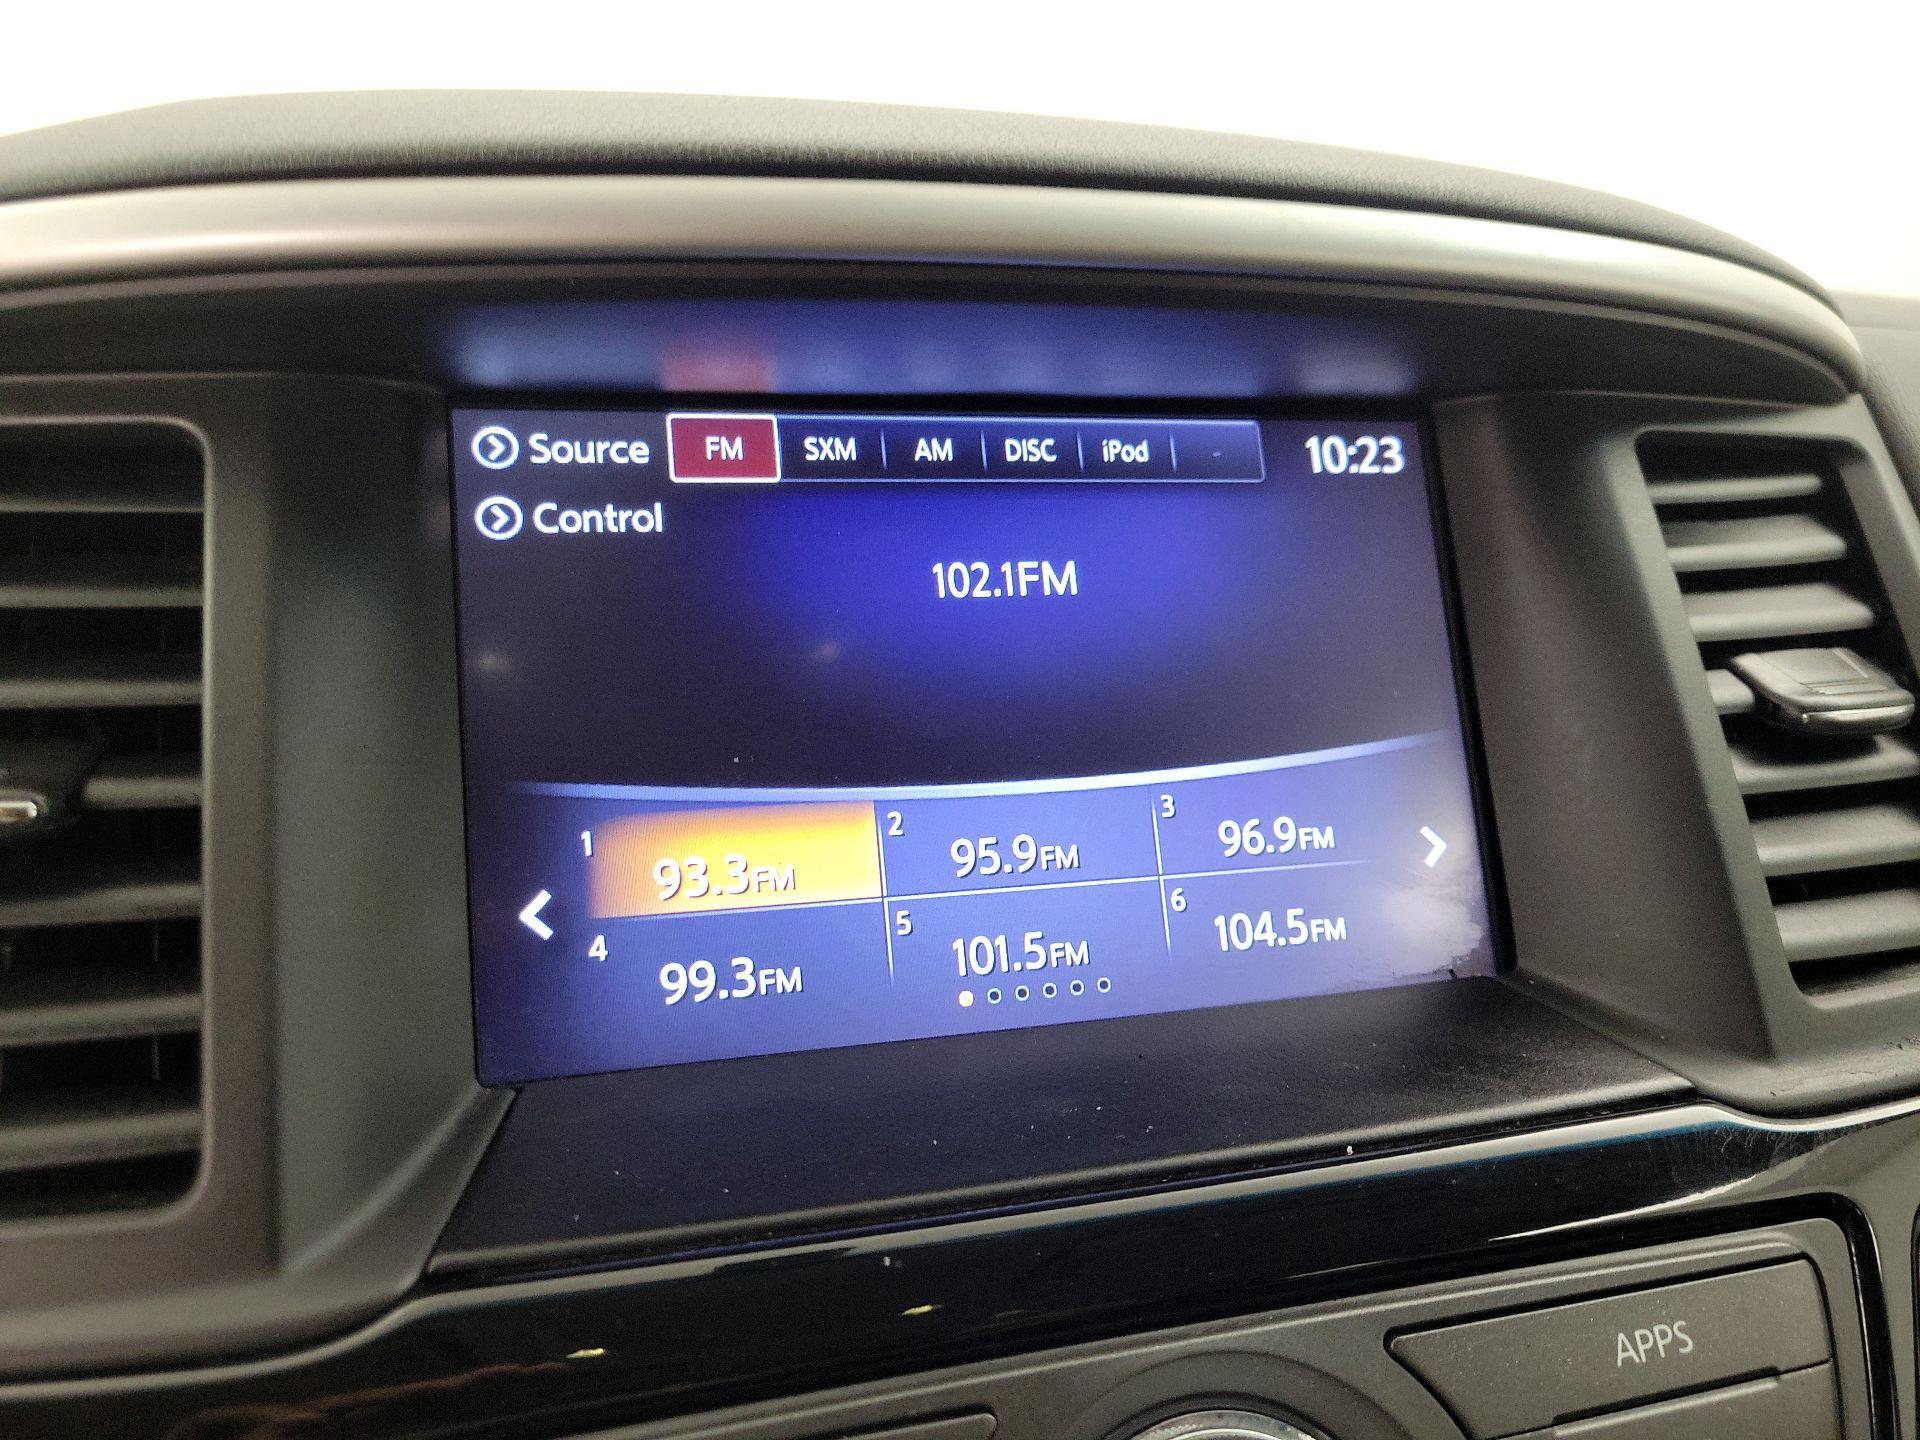 Source FM SXM AM DISC iPod - 10:23
Control
102.1FM
1 93.3FM 2 95.9FM 3 96.9FM
4 99.3FM 5 101.5FM 6 104.5FM
APPS